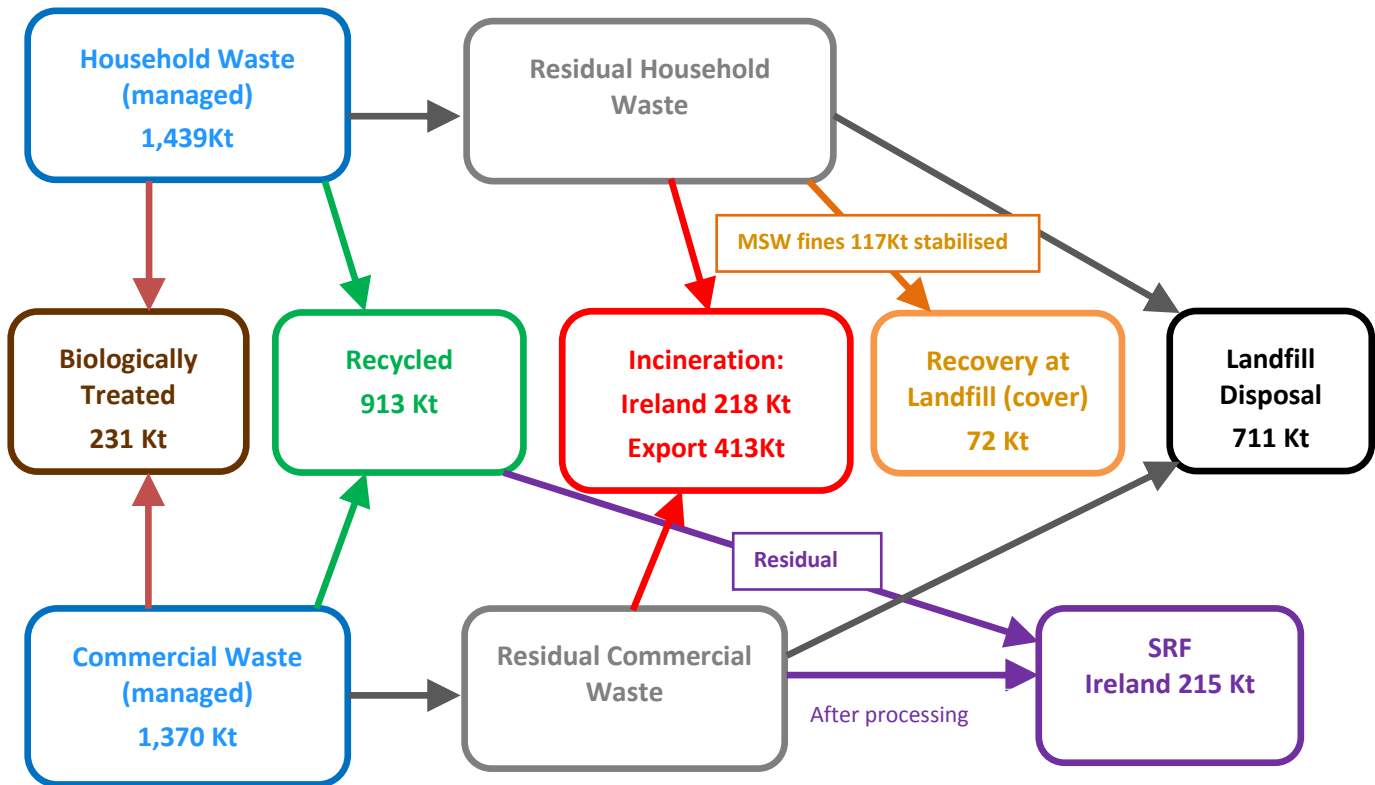 Household Waste
(managed)
1,439Kt
Residual Household
Waste
MSW fines 117Kt stabilised
Biologically
Treated
231 Kt
Recycled
913 Kt
Incineration:
Ireland 218 Kt
Export 413Kt
Recovery at
Landfill (cover)
72 Kt
Landfill
Disposal
711 Kt
Residual
Commercial Waste
(managed)
1,370 Kt
Residual Commercial
Waste
After processing
SRF
Ireland 215 Kt